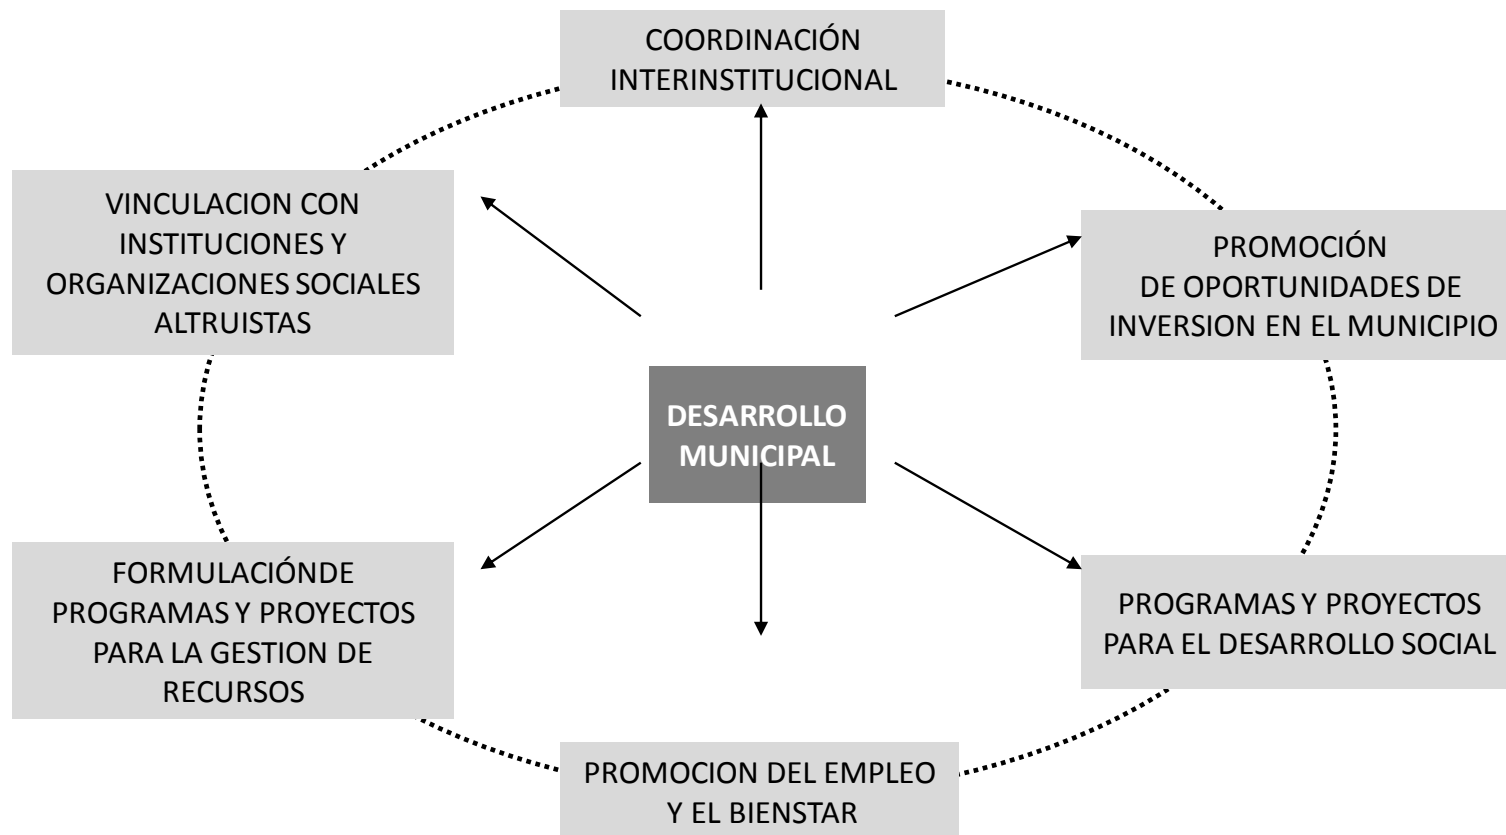 COORDINACIÓN
INTERINSTITUCIONAL
VINCULACION CON
INSTITUCIONES Y
ORGANIZACIONES SOCIALES
ALTRUISTAS
PROMOCIÓN
DE OPORTUNIDADES DE
INVERSION EN EL MUNICIPIO
DESARROLLO
MUNICIPAL
FORMULACIÓNDE
PROGRAMAS Y PROYECTOS
PARA LA GESTION DE
RECURSOS
PROGRAMAS Y PROYECTOS
PARA EL DESARROLLO SOCIAL
PROMOCION DEL EMPLEO
Y EL BIENSTAR